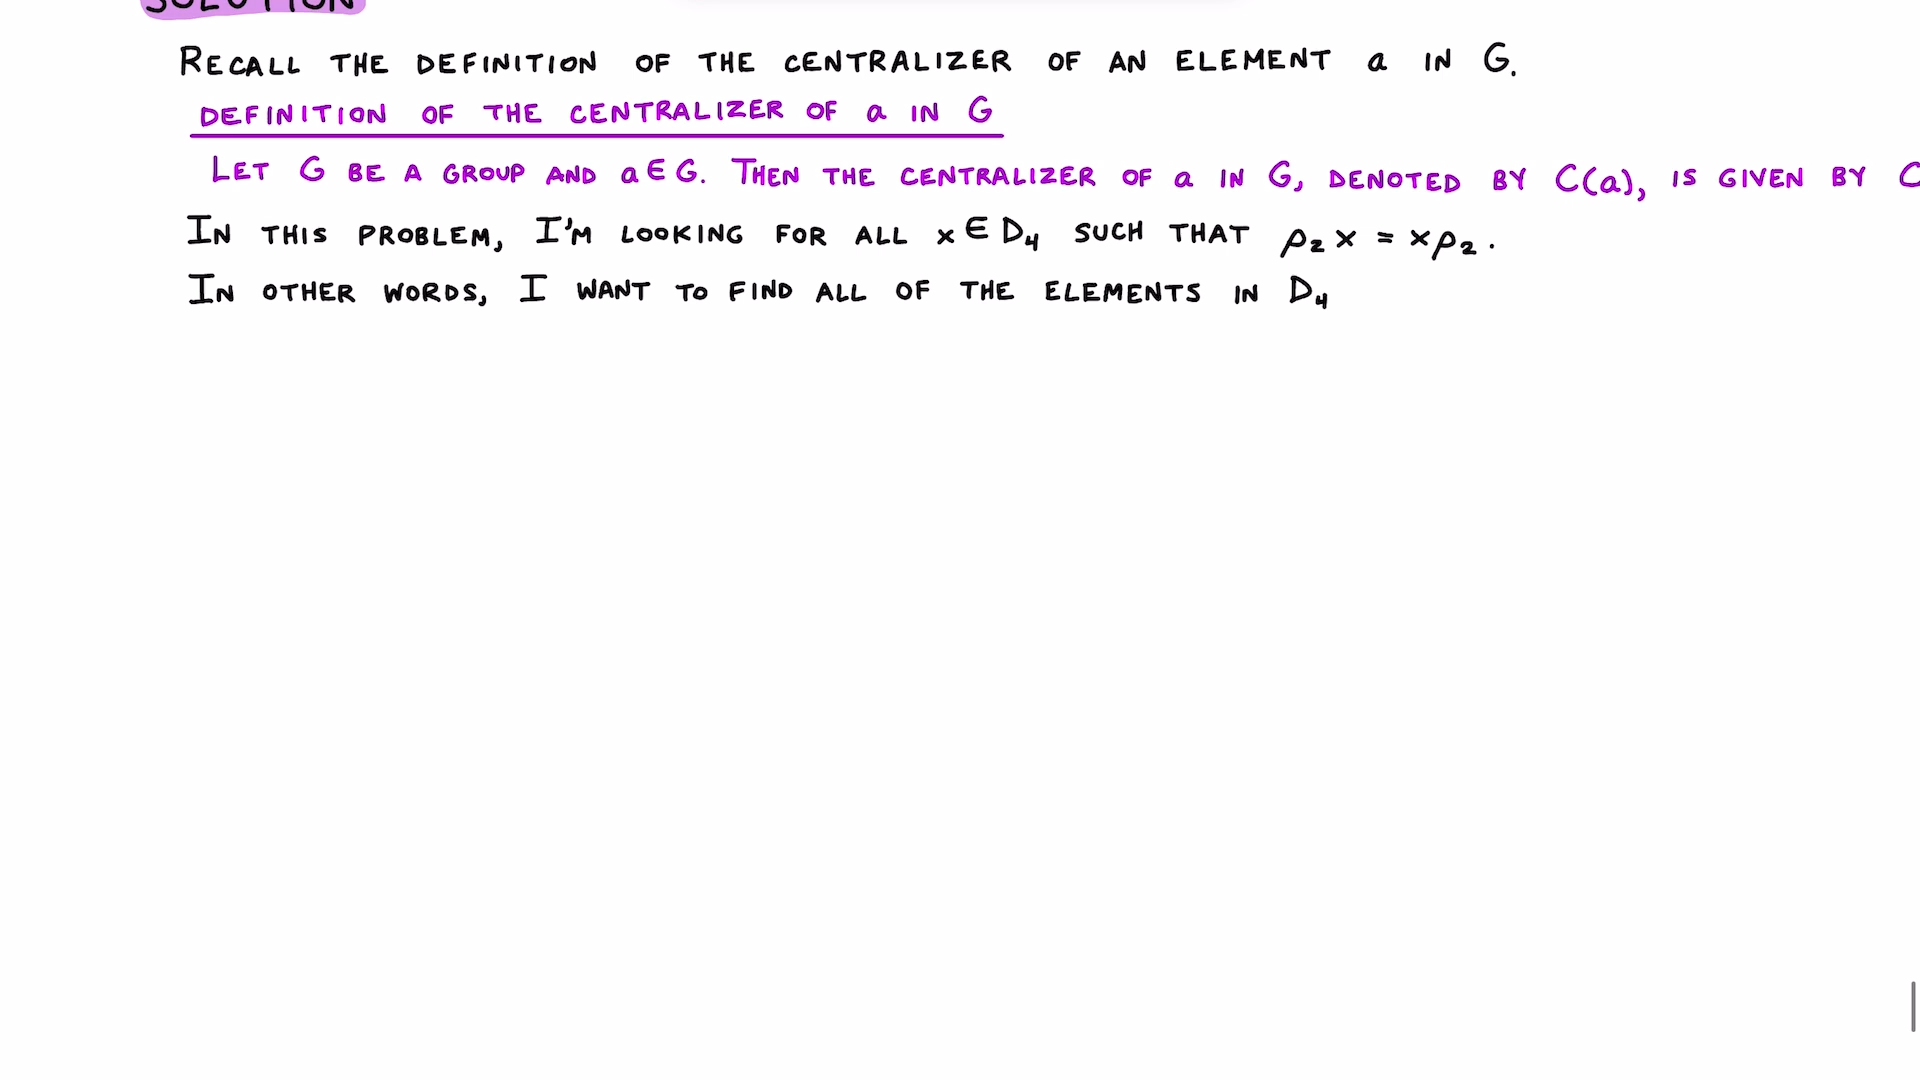 SOLUTION
RECALL THE DEFINITION OF THE CENTRALIZER OF AN ELEMENT a IN G.
DEFINITION OF THE CENTRALIZER OF a IN G
LET G BE A GROUP AND a∈G. THEN THE CENTRALIZER OF a IN G, DENOTED BY C(a), IS GIVEN BY C
IN THIS PROBLEM, I'M LOOKING FOR ALL x∈D₄ SUCH THAT ρ₂x = xρ₂.
IN OTHER WORDS, I WANT TO FIND ALL OF THE ELEMENTS IN D₄